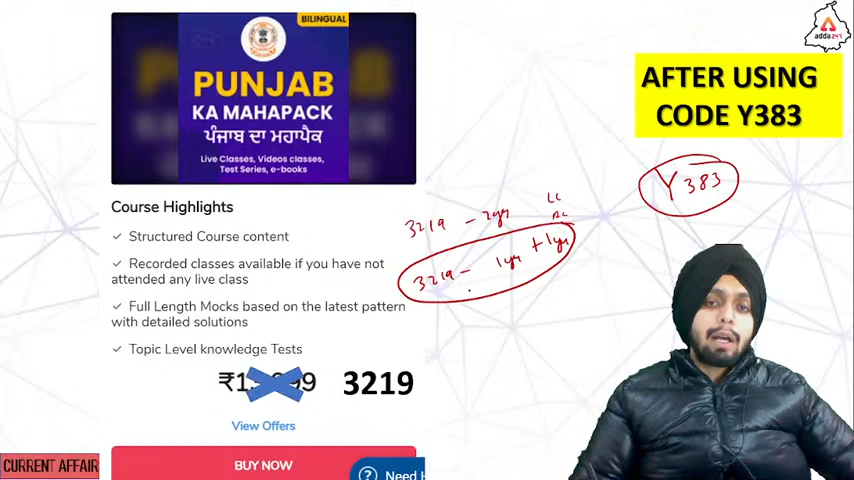 BILINGUAL
PUNJAB
KA MAHAPACK
ਪੰਜਾਬ ਦਾ ਮਹਾਪੈਕ
Live Classes, Videos classes,
Test Series, e-books
Course Highlights
✓ Structured Course content
✓ Recorded classes available if you have not
attended any live class
✓ Full Length Mocks based on the latest pattern
with detailed solutions
✓ Topic Level knowledge Tests
3219
View Offers
BUY NOW
Need
CURRENT AFFAIR
3219 - 2yr
3219 - 1yr + 1yr
adda247
AFTER USING
CODE Y383
Y383